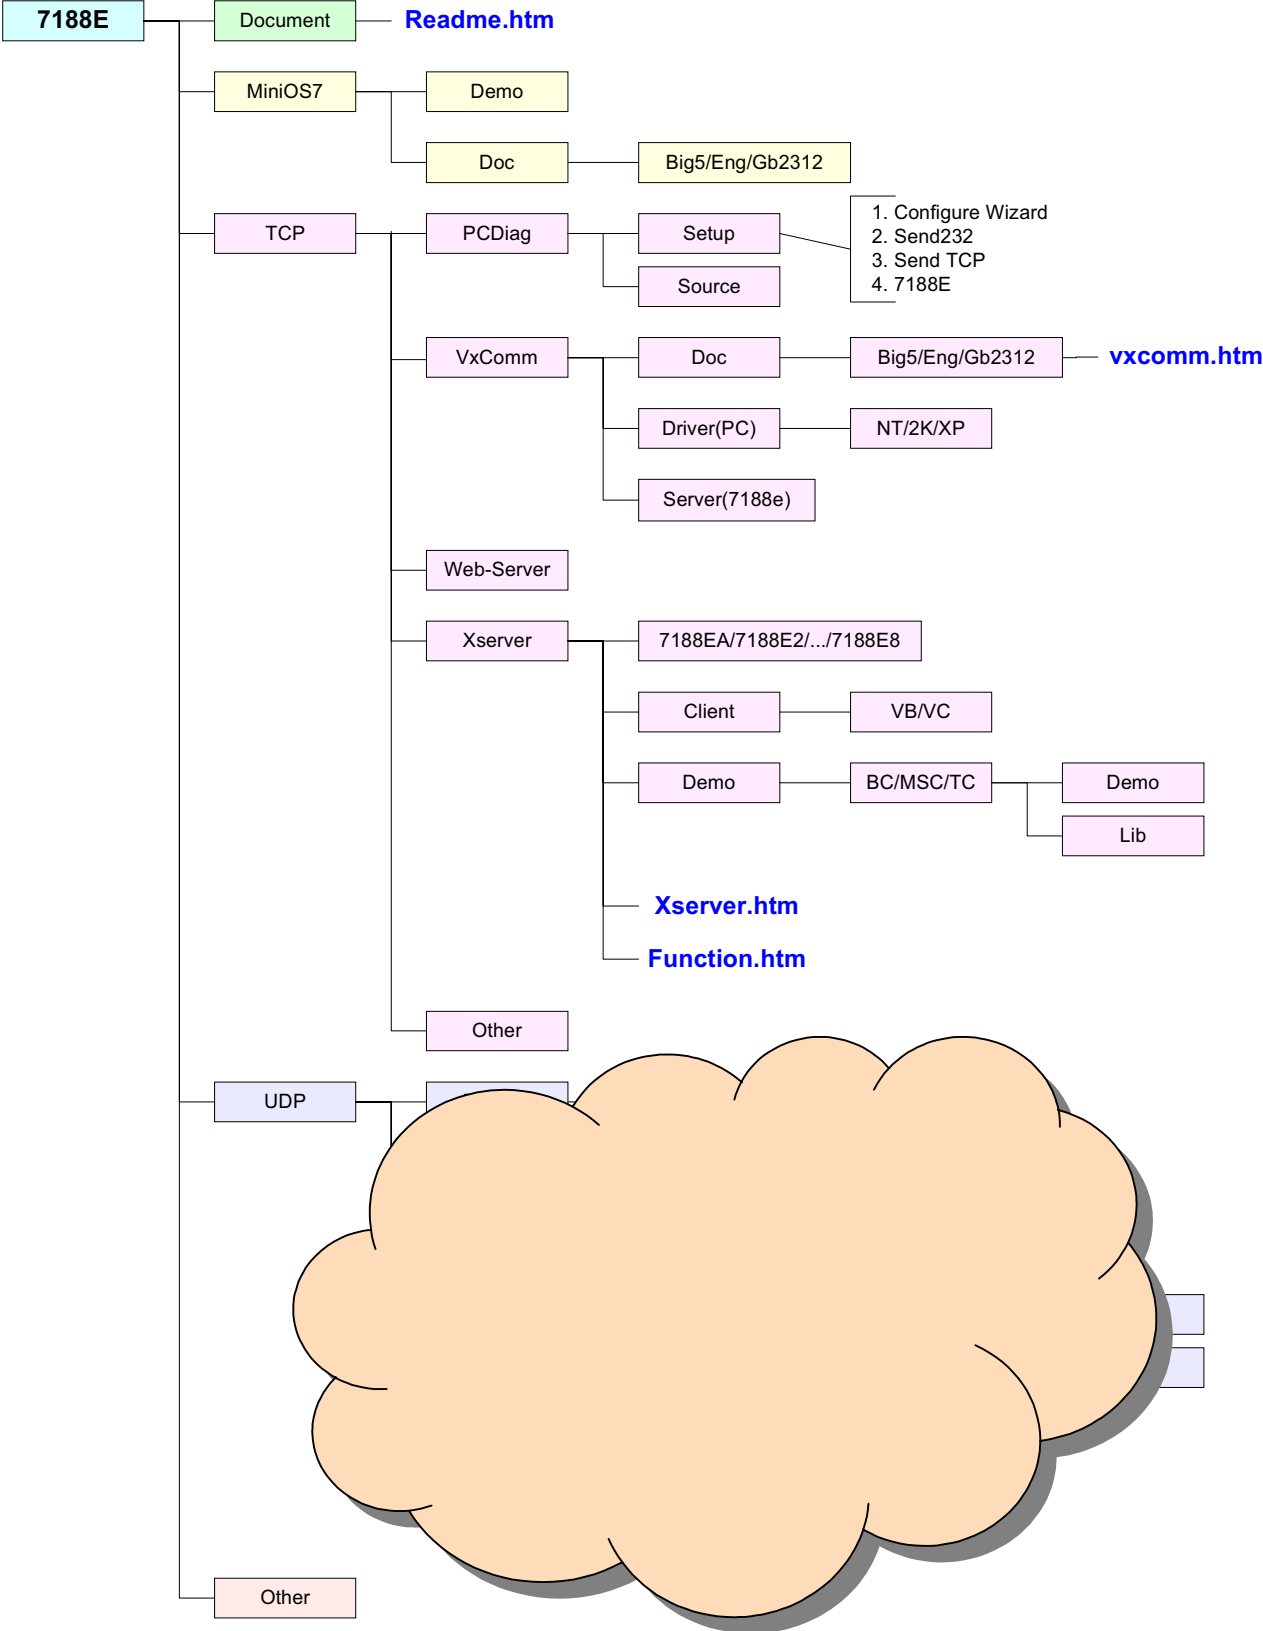 7188E
Document
Readme.htm
MiniOS7
Demo
Doc
Big5/Eng/Gb2312
TCP
PCDiag
Setup
1. Configure Wizard
2. Send232
3. Send TCP
4. 7188E
Source
VxComm
Doc
Big5/Eng/Gb2312
vxcomm.htm
Driver(PC)
NT/2K/XP
Server(7188e)
Web-Server
Xserver
7188EA/7188E2/.../7188E8
Client
VB/VC
Demo
BC/MSC/TC
Demo
Lib
Xserver.htm
Function.htm
Other
UDP
Other